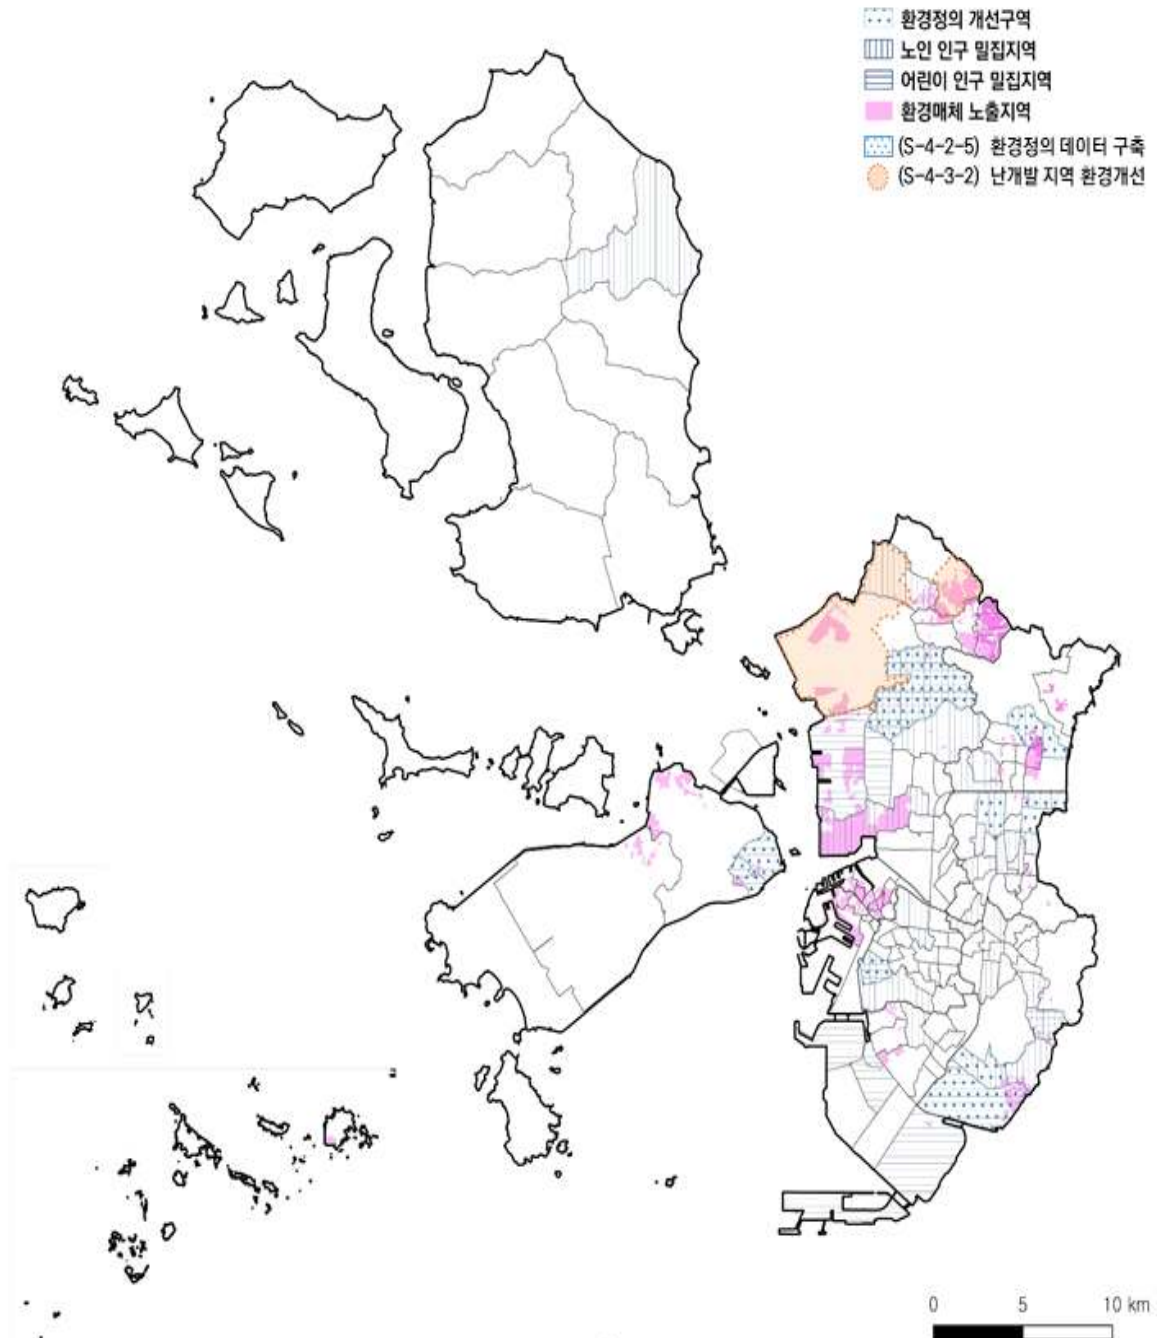 환경정의 개선구역
노인 인구 밀집지역
어린이 인구 밀집지역
환경매체 노출지역
(S-4-2-5) 환경정의 데이터 구축
(S-4-3-2) 난개발 지역 환경개선
0 5 10 km